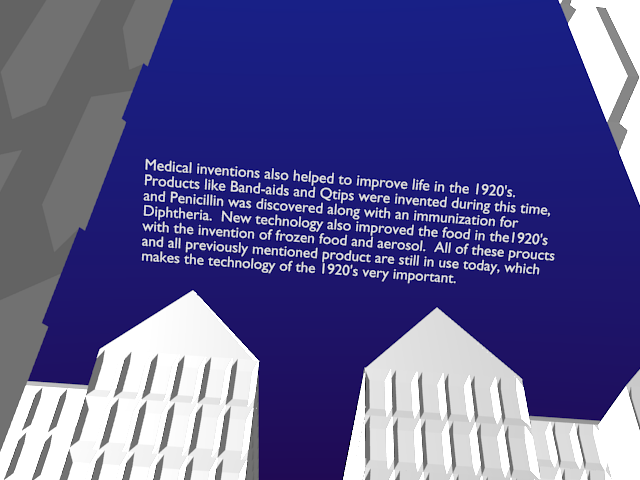 Medical inventions also helped to improve life in the 1920's.
Products like Band-aids and Qtips were invented during this time,
and Penicillin was discovered along with an immunization for
Diphtheria.  New technology also improved the food in the1920's
with the invention of frozen food and aerosol.  All of these proucts
and all previously mentioned product are still in use today, which
makes the technology of the 1920's very important.